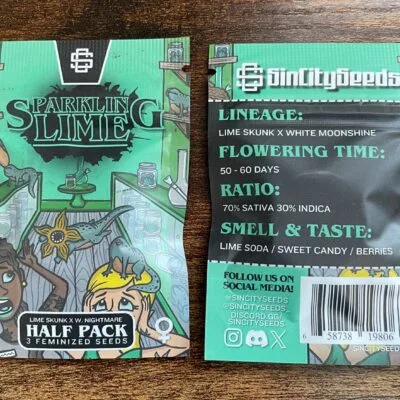 SPARKLING
SLIME
LIME SKUNK X W. NIGHTMARE
HALF PACK
3 FEMINIZED SEEDS
SINCITYSEEDS
LINEAGE:
LIME SKUNK X WHITE MOONSHINE
FLOWERING TIME:
50 - 60 DAYS
RATIO:
70% SATIVA 30% INDICA
SMELL & TASTE:
LIME SODA / SWEET CANDY / BERRIES
FOLLOW US ON
SOCIAL MEDIA!
@SINCITYSEEDS
@SINCITYSEEDS_
DISCORD.GG/
SINCITYSEEDS
6 58738 19806
SINCITYSEED